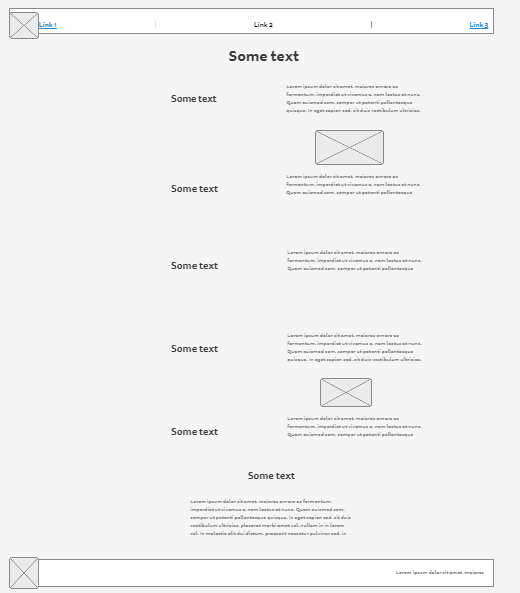 Link 1 Link 2 Link 3
Some text
Some text
Lorem ipsum dolor sit amet. maiores ornare ac
fermentum. imperdiet ut vivamus a. nam lectus at nunc.
Quam euismod sem. semper ut potenti pellentesque
quisque. In eget sapien sed. sit duis vestibulum ultricies.
Some text
Lorem ipsum dolor sit amet. maiores ornare ac
fermentum. imperdiet ut vivamus a. nam lectus at nunc.
Quam euismod sem. semper ut potenti pellentesque
Some text
Lorem ipsum dolor sit amet. maiores ornare ac
fermentum. imperdiet ut vivamus a. nam lectus at nunc.
Quam euismod sem. semper ut potenti pellentesque
Some text
Lorem ipsum dolor sit amet. maiores ornare ac
fermentum. imperdiet ut vivamus a. nam lectus at nunc.
Quam euismod sem. semper ut potenti pellentesque
quisque. In eget sapien sed. sit duis vestibulum ultricies.
Some text
Lorem ipsum dolor sit amet. maiores ornare ac
fermentum. imperdiet ut vivamus a. nam lectus at nunc.
Quam euismod sem. semper ut potenti pellentesque
Some text
Lorem ipsum dolor sit amet. maiores ornare ac fermentum.
imperdiet ut vivamus a. nam lectus at nunc. Quam euismod sem.
semper ut potenti pellentesque quisque. In eget sapien sed. sit duis
vestibulum ultricies. placerat morbi amet vel. nullam in in lorem
vel. In molestie elit dui dictum. praesent nascetur sed. in
Lorem ipsum dolor sit amet. maiores